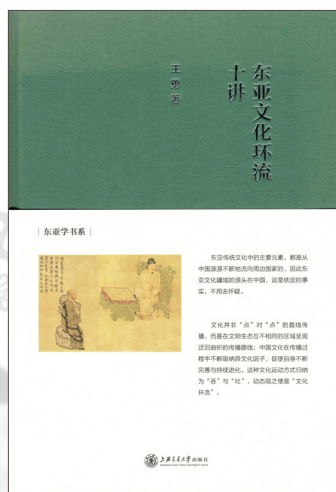 东亚文化环流
十讲
王勇 著
东亚学书系
东亚传统文化中的主要元素，都是从
中国源源不断地流向周边国家的，因此东
亚文化疆域的源头在中国，这是铁定的事
实，不用去怀疑。
文化并非“点”对“点”的直线传
播，而是在文明生态互不相同的区域呈现
迂回曲折的传播路线；中国文化在传播过
程中不断吸纳异文化因子，促使自身不断
完善与持续进化。这种文化运动方式归纳
为“吞”与“吐”，动态观之便是“文化
环流”。
上海交通大学出版社